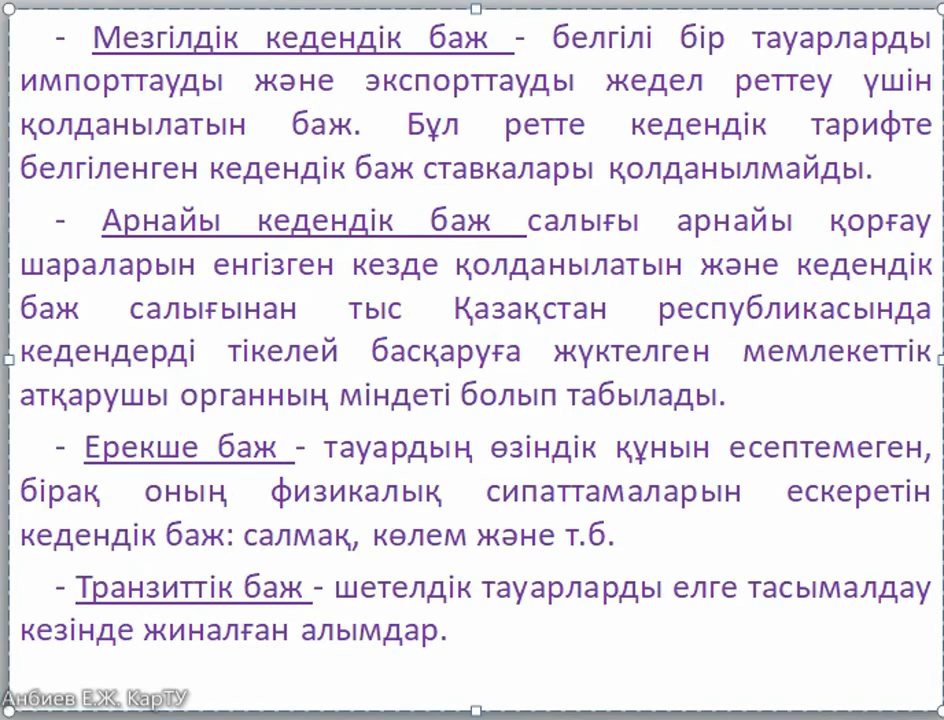 - Мезгілдік кедендік баж - белгілі бір тауарларды
импорттауды және экспорттауды жедел реттеу үшін
қолданылатын баж. Бұл ретте кедендік тарифте
белгіленген кедендік баж ставкалары қолданылмайды.
- Арнайы кедендік баж салығы арнайы қорғау
шараларын енгізген кезде қолданылатын және кедендік
баж салығынан тыс Қазақстан республикасында
кедендерді тікелей басқаруға жүктелген мемлекеттік
атқарушы органның міндеті болып табылады.
- Ерекше баж - тауардың өзіндік құнын есептемеген,
бірақ оның физикалық сипаттамаларын ескеретін
кедендік баж: салмақ, көлем және т.б.
- Транзиттік баж - шетелдік тауарларды елге тасымалдау
кезінде жиналған алымдар.
Анбиев Е.Ж. КарТУ